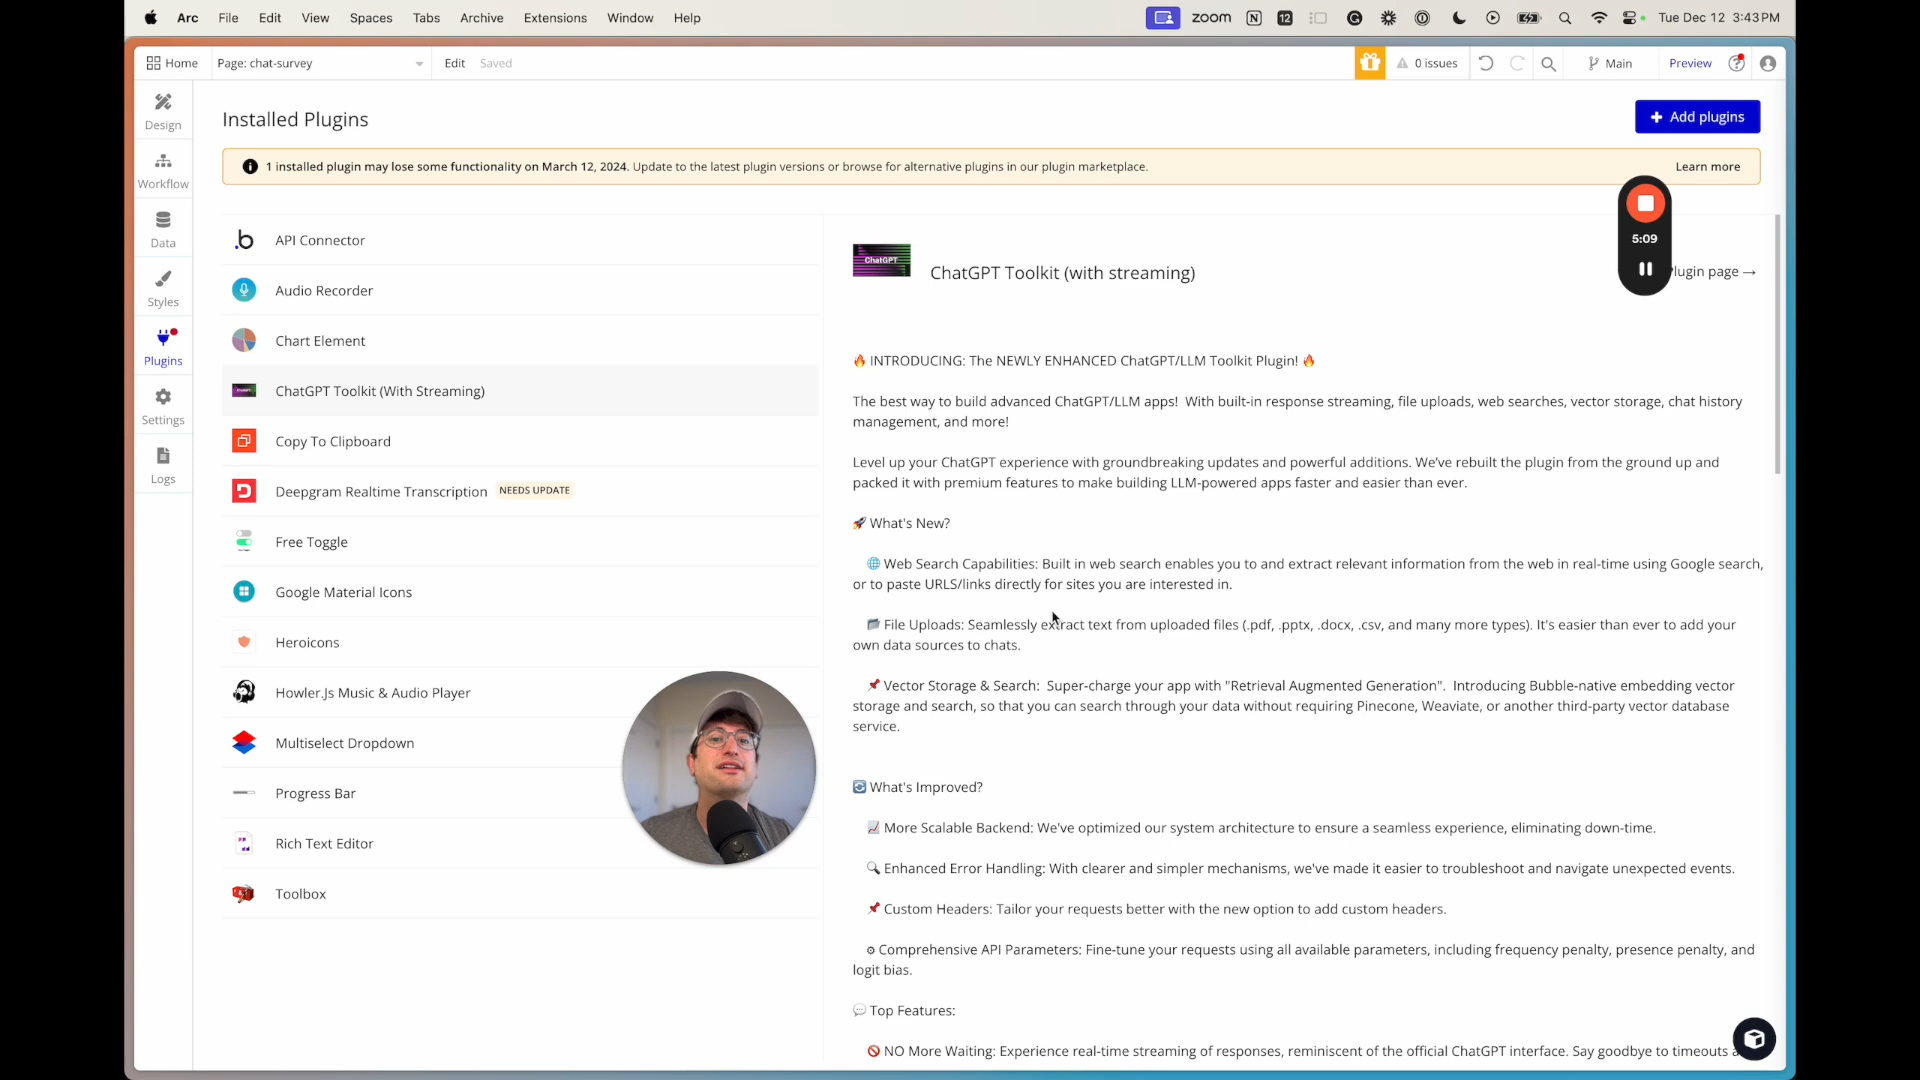 Arc File Edit View Spaces Tabs Archive Extensions Window Help zoom 12 Tue Dec 12 3:43 PM
Home Page: chat-survey Edit Saved 0 issues Main Preview
Design
Workflow
Data
Styles
Plugins
Settings
Logs
Installed Plugins
+ Add plugins
1 installed plugin may lose some functionality on March 12, 2024. Update to the latest plugin versions or browse for alternative plugins in our plugin marketplace. Learn more
5:09
API Connector
Audio Recorder
Chart Element
ChatGPT Toolkit (With Streaming)
Copy To Clipboard
Deepgram Realtime Transcription NEEDS UPDATE
Free Toggle
Google Material Icons
Heroicons
Howler.Js Music & Audio Player
Multiselect Dropdown
Progress Bar
Rich Text Editor
Toolbox
ChatGPT
ChatGPT Toolkit (with streaming)
lugin page →
🔥 INTRODUCING: The NEWLY ENHANCED ChatGPT/LLM Toolkit Plugin! 🔥
The best way to build advanced ChatGPT/LLM apps! With built-in response streaming, file uploads, web searches, vector storage, chat history
management, and more!
Level up your ChatGPT experience with groundbreaking updates and powerful additions. We've rebuilt the plugin from the ground up and
packed it with premium features to make building LLM-powered apps faster and easier than ever.
🚀 What's New?
🌐 Web Search Capabilities: Built in web search enables you to and extract relevant information from the web in real-time using Google search,
or to paste URLS/links directly for sites you are interested in.
📁 File Uploads: Seamlessly extract text from uploaded files (.pdf, .pptx, .docx, .csv, and many more types). It's easier than ever to add your
own data sources to chats.
📌 Vector Storage & Search: Super-charge your app with "Retrieval Augmented Generation". Introducing Bubble-native embedding vector
storage and search, so that you can search through your data without requiring Pinecone, Weaviate, or another third-party vector database
service.
🔄 What's Improved?
📈 More Scalable Backend: We've optimized our system architecture to ensure a seamless experience, eliminating down-time.
🔍 Enhanced Error Handling: With clearer and simpler mechanisms, we've made it easier to troubleshoot and navigate unexpected events.
📌 Custom Headers: Tailor your requests better with the new option to add custom headers.
⚙ Comprehensive API Parameters: Fine-tune your requests using all available parameters, including frequency penalty, presence penalty, and
logit bias.
💬 Top Features:
🚫 NO More Waiting: Experience real-time streaming of responses, reminiscent of the official ChatGPT interface. Say goodbye to timeouts